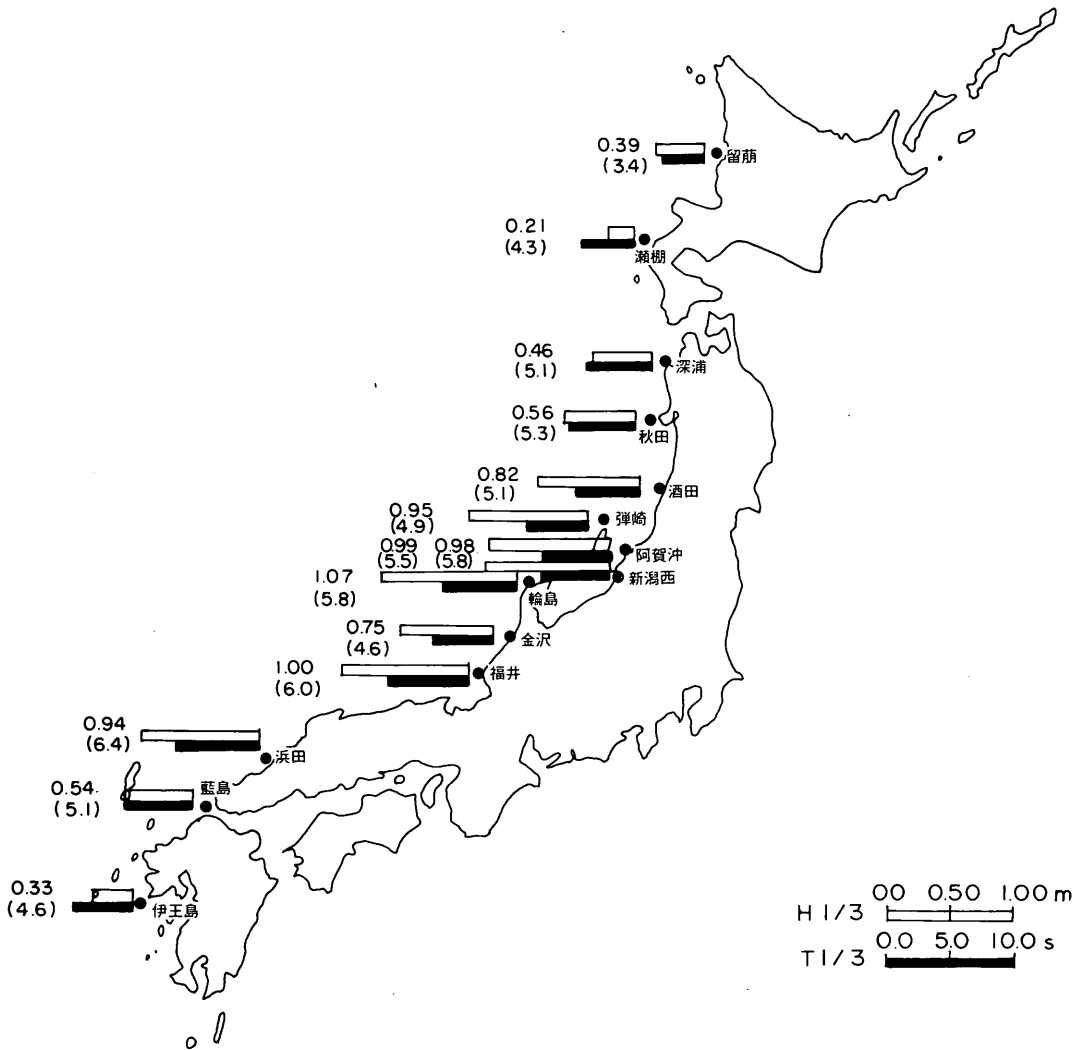 0.39
(3.4)
留萠
0.21
(4.3)
瀬棚
0.46
(5.1)
深浦
0.56
(5.3)
秋田
0.82
(5.1)
酒田
0.95
(4.9)
弾崎
0.99
(5.5)
0.98
(5.8)
阿賀沖
新潟西
1.07
(5.8)
輪島
0.75
(4.6)
金沢
1.00
(6.0)
福井
0.94
(6.4)
浜田
0.54
(5.1)
藍島
0.33
(4.6)
伊王島
00 0.50 1.00 m
H 1/3
0.0 5.0 10.0 s
T 1/3